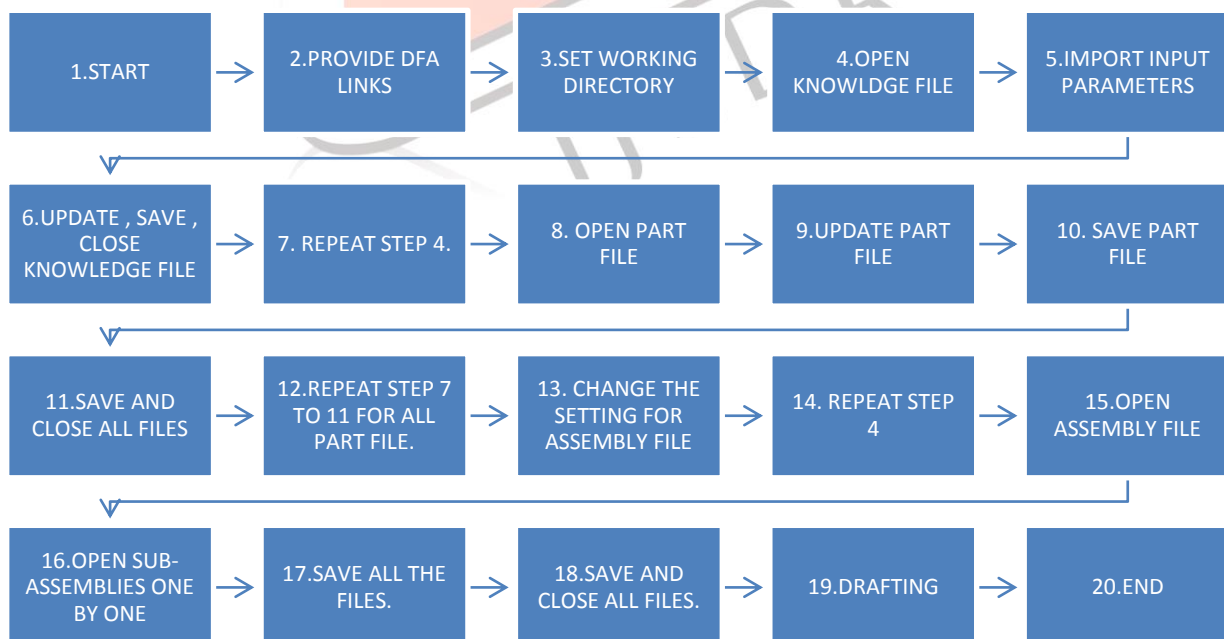 1.START
2.PROVIDE DFA
LINKS
3.SET WORKING
DIRECTORY
4.OPEN
KNOWLDGE FILE
5.IMPORT INPUT
PARAMETERS
6.UPDATE , SAVE ,
CLOSE
KNOWLEDGE FILE
7. REPEAT STEP 4.
8. OPEN PART
FILE
9.UPDATE PART
FILE
10. SAVE PART
FILE
11.SAVE AND
CLOSE ALL FILES
12.REPEAT STEP 7
TO 11 FOR ALL
PART FILE.
13. CHANGE THE
SETTING FOR
ASSEMBLY FILE
14. REPEAT STEP
4
15.OPEN
ASSEMBLY FILE
16.OPEN SUB-
ASSEMBLIES ONE
BY ONE
17.SAVE ALL THE
FILES.
18.SAVE AND
CLOSE ALL FILES.
19.DRAFTING
20.END